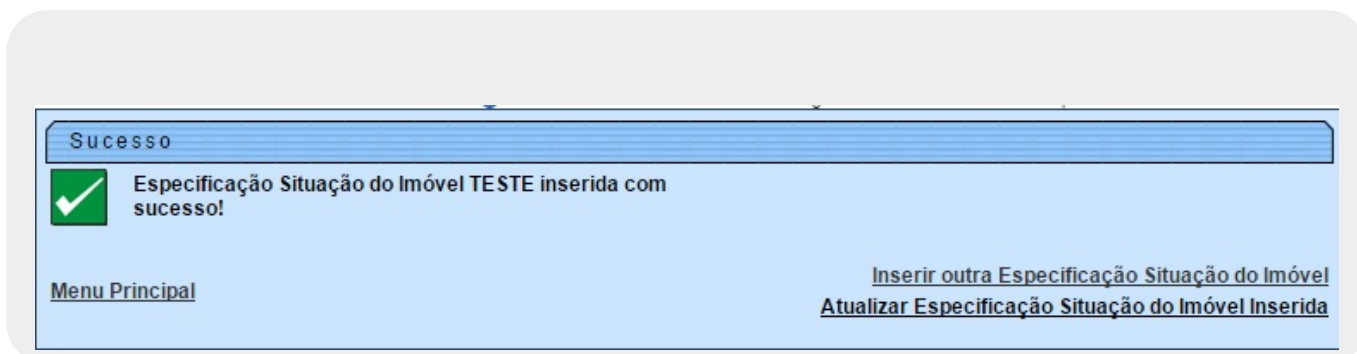 Sucesso
Especificação Situação do Imóvel TESTE inserida com
sucesso!
Inserir outra Especificação Situação do Imóvel
Menu Principal
Atualizar Especificação Situação do Imóvel Inserida